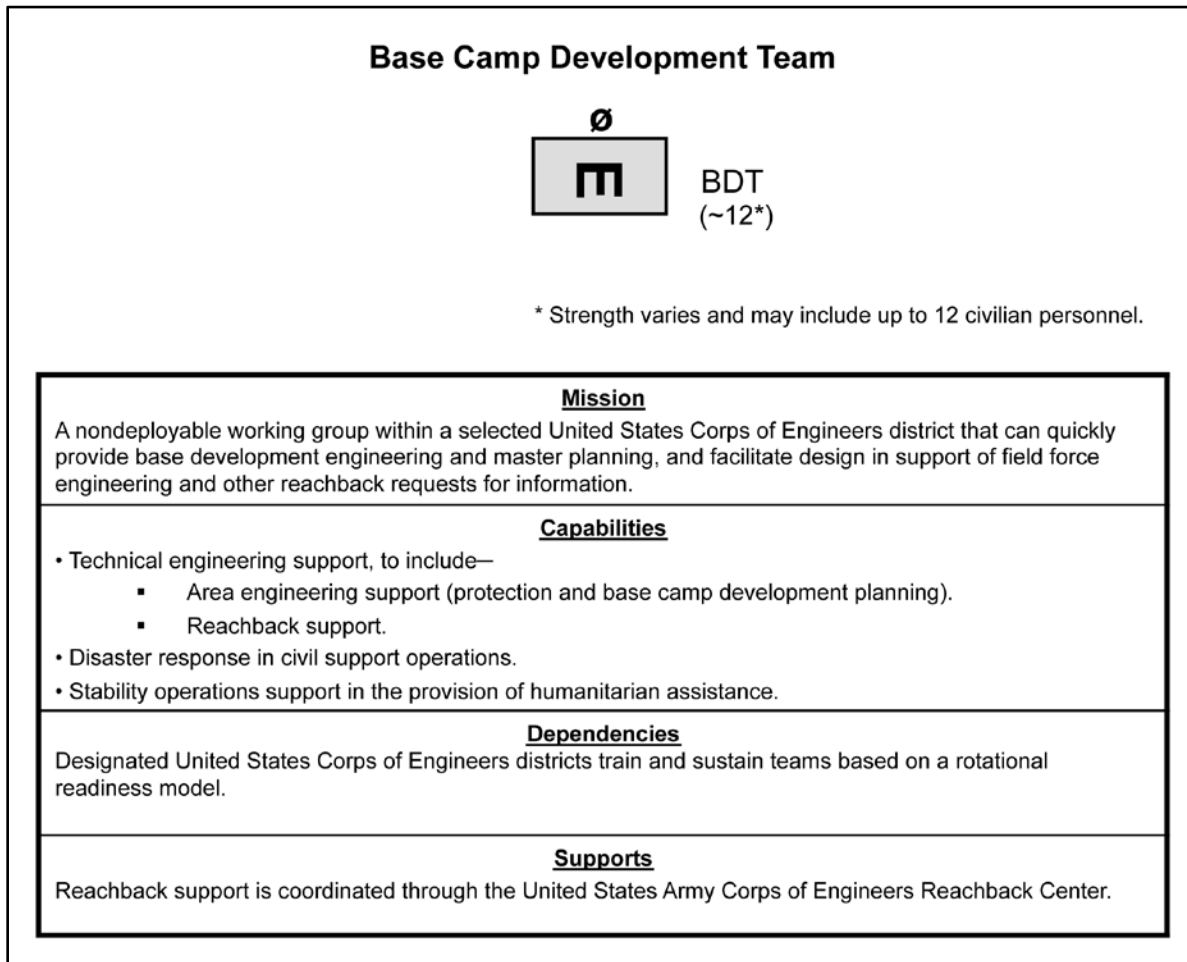 Base Camp Development Team
Ø
E
BDT
(~12*)
* Strength varies and may include up to 12 civilian personnel.
Mission
A nondeployable working group within a selected United States Corps of Engineers district that can quickly
provide base development engineering and master planning, and facilitate design in support of field force
engineering and other reachback requests for information.
Capabilities
• Technical engineering support, to include—
▪ Area engineering support (protection and base camp development planning).
▪ Reachback support.
• Disaster response in civil support operations.
• Stability operations support in the provision of humanitarian assistance.
Dependencies
Designated United States Corps of Engineers districts train and sustain teams based on a rotational
readiness model.
Supports
Reachback support is coordinated through the United States Army Corps of Engineers Reachback Center.